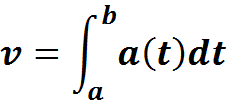 v = ∫_a^b a(t)dt